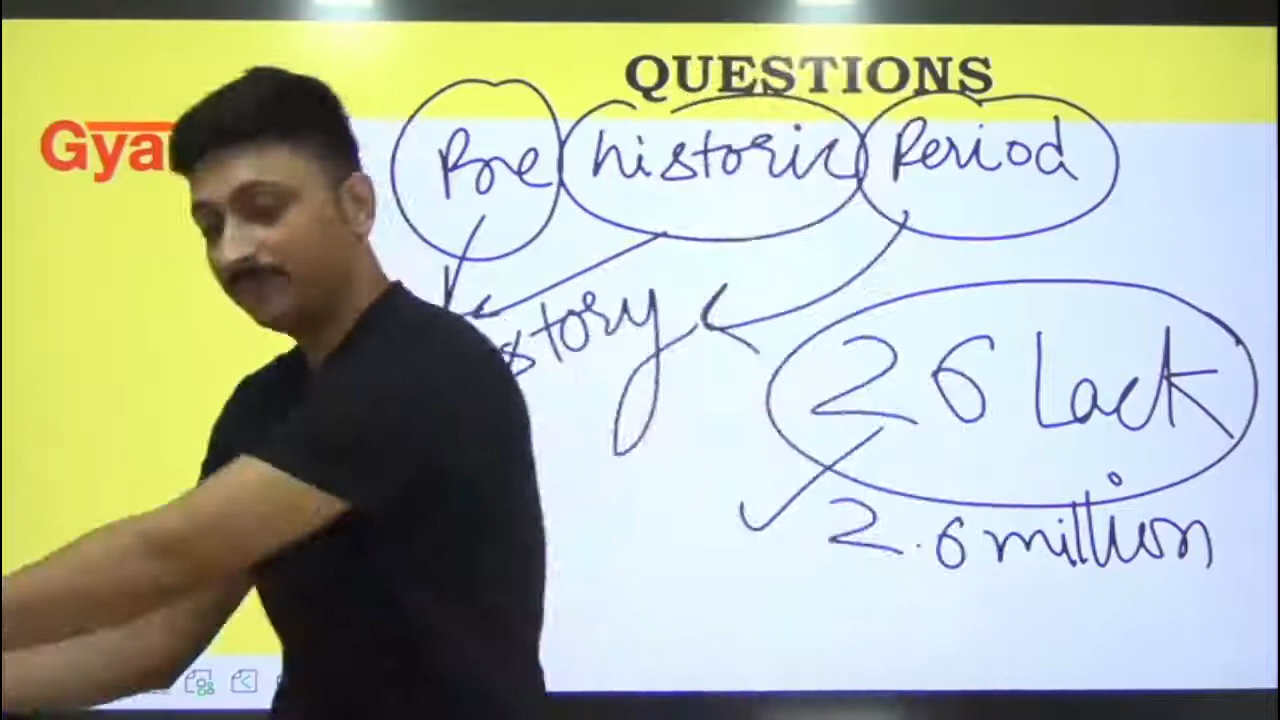 QUESTIONS
Gya
Pre historic Period
story
26 Lack
2.6 million